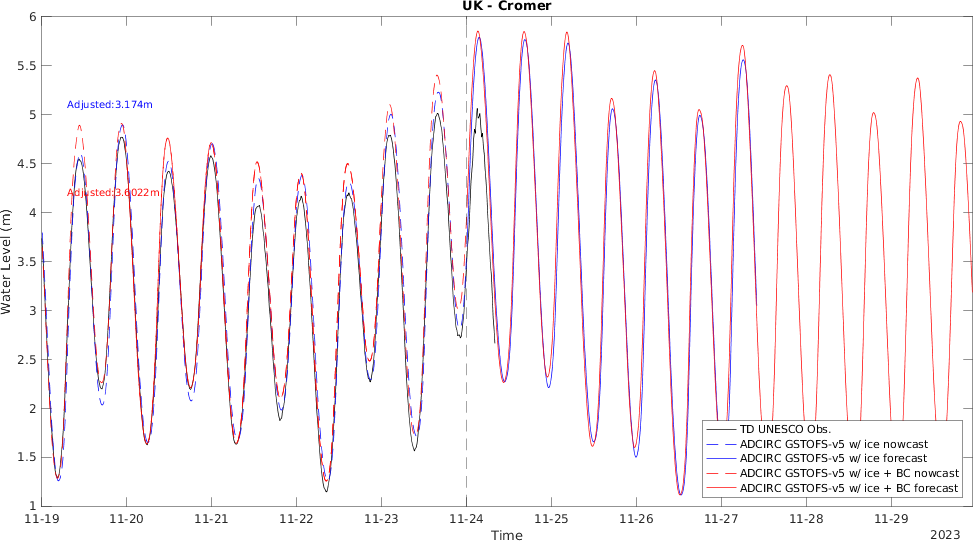 UK - Cromer
6
5.5
5
4.5
4
3.5
3
2.5
2
1.5
1
Water Level (m)
Adjusted:3.174m
Adjusted:3.6022m
TD UNESCO Obs.
ADCIRC GSTOFS-v5 w/ ice nowcast
ADCIRC GSTOFS-v5 w/ ice forecast
ADCIRC GSTOFS-v5 w/ ice + BC nowcast
ADCIRC GSTOFS-v5 w/ ice + BC forecast
11-19 11-20 11-21 11-22 11-23 11-24 11-25 11-26 11-27 11-28 11-29
Time
2023